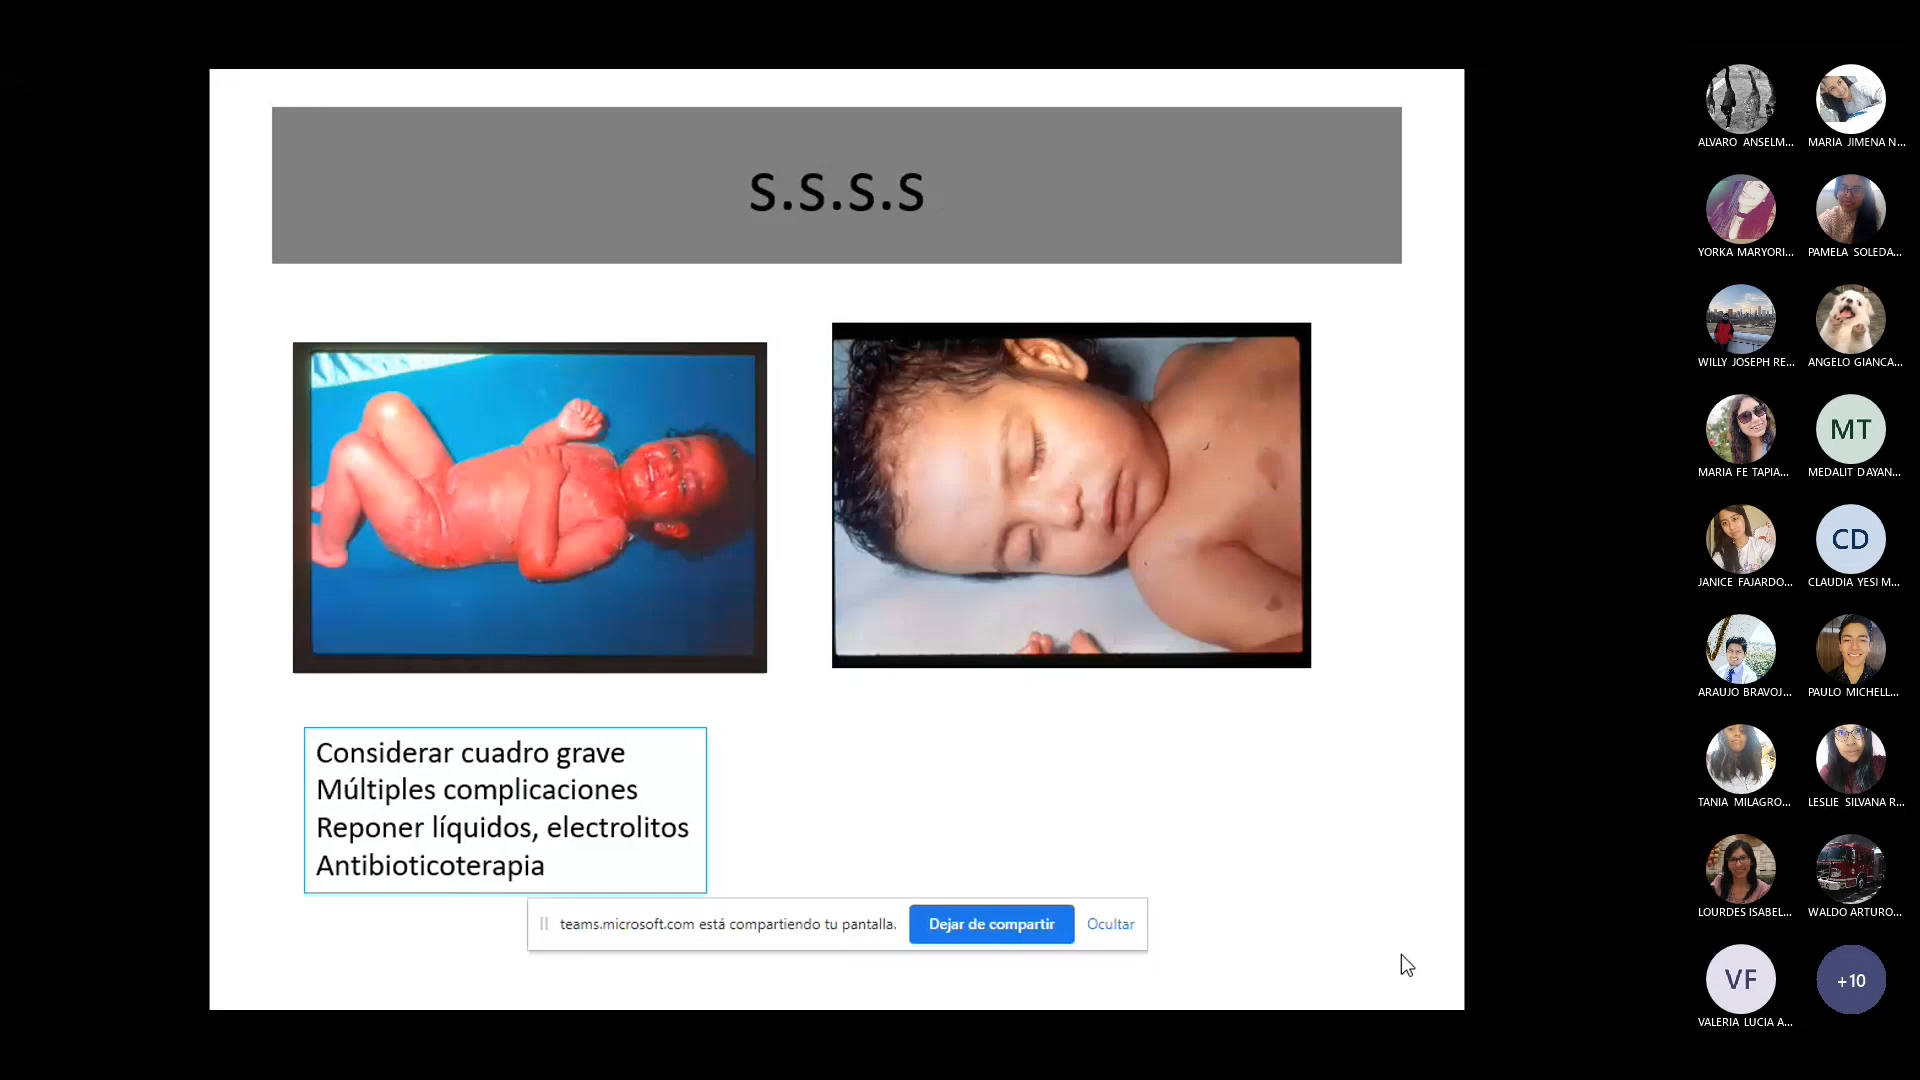 S.S.S.S
Considerar cuadro grave
Múltiples complicaciones
Reponer líquidos, electrolitos
Antibioticoterapia
teams.microsoft.com está compartiendo tu pantalla.
Dejar de compartir
Ocultar
ALVARO ANSELM...
MARIA JIMENA N...
YORKA MARYORI...
PAMELA SOLEDA...
WILLY JOSEPH RE...
ANGELO GIANCA...
MARIA FE TAPIA...
MT
MEDALIT DAYAN...
JANICE FAJARDO...
CD
CLAUDIA YESI M...
ARAUJO BRAVOJ...
PAULO MICHELL...
TANIA MILAGRO...
LESLIE SILVANA R...
LOURDES ISABEL...
WALDO ARTURO...
VF
VALERIA LUCIA A...
+10